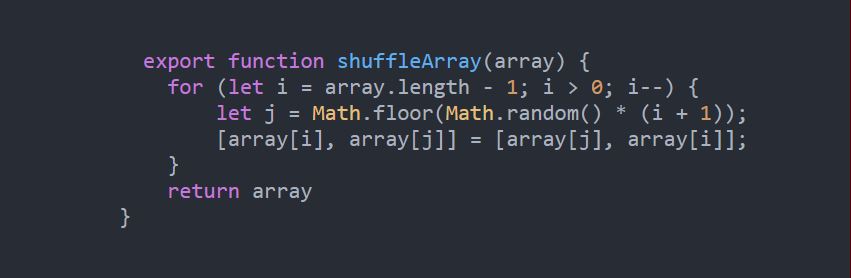 export function shuffleArray(array) {
for (let i = array.length - 1; i > 0; i--) {
let j = Math.floor(Math.random() * (i + 1));
[array[i], array[j]] = [array[j], array[i]];
}
return array
}